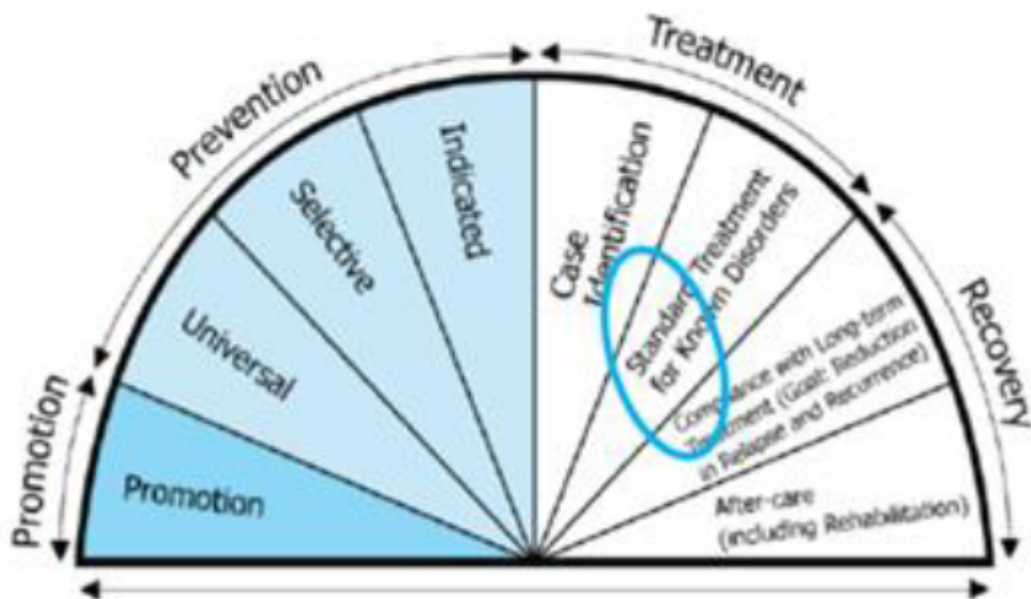 Promotion
Prevention
Treatment
Recovery
Promotion
Universal
Selective
Indicated
Case
Identification
Standard Treatment
for Known Disorders
Compliance with Long-term
Treatment (Goal: Reduction
in Relapse and Recurrence)
After-care
(including Rehabilitation)